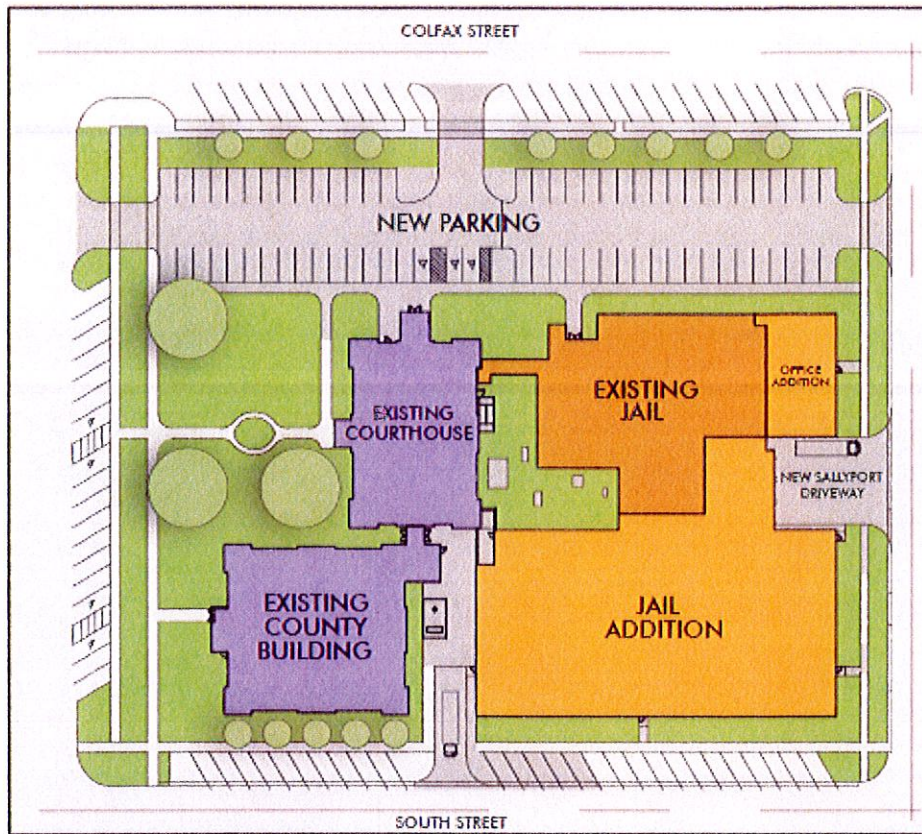 COLFAX STREET
NEW PARKING
EXISTING
COURTHOUSE
EXISTING
JAIL
OFFICE
ADDITION
NEW SALLYPORT
DRIVEWAY
EXISTING
COUNTY
BUILDING
JAIL
ADDITION
SOUTH STREET